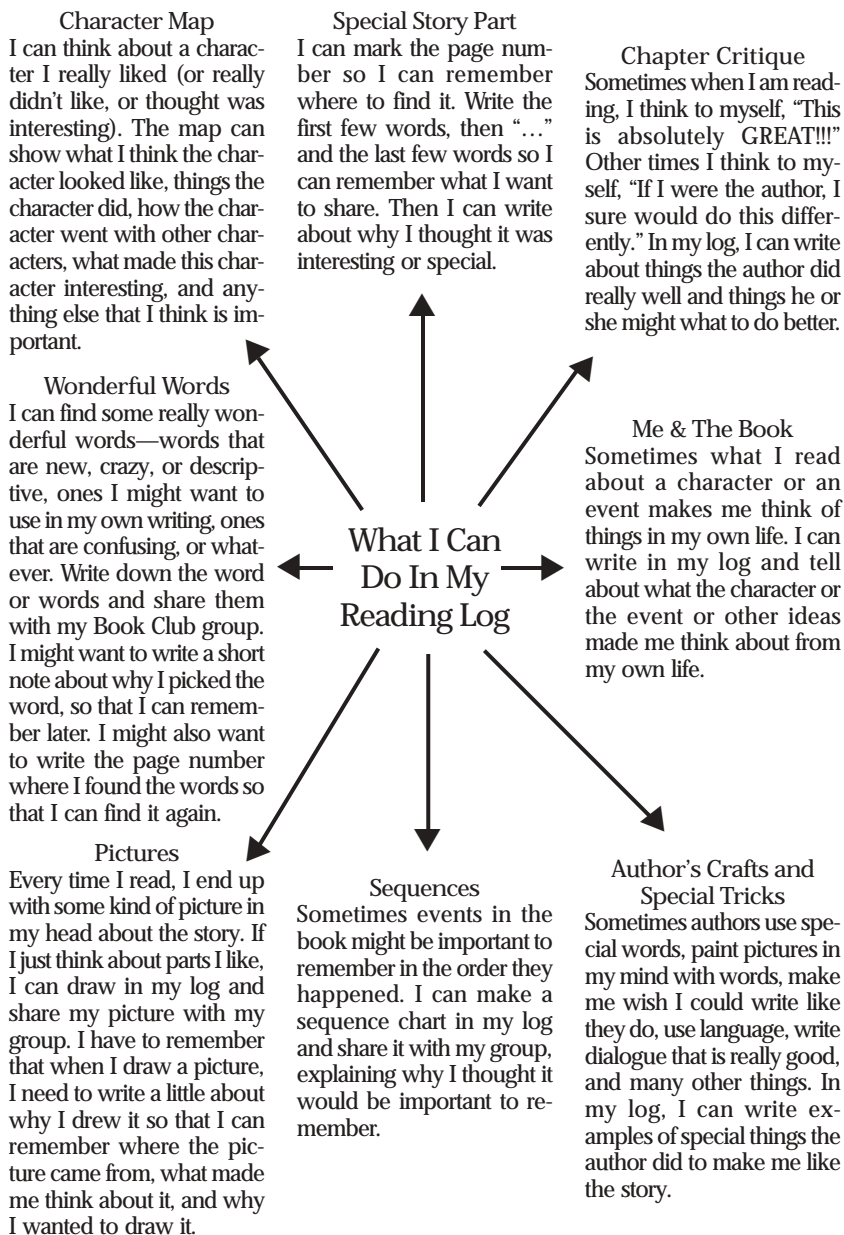 Character Map
I can think about a charac-
ter I really liked (or really
didn't like, or thought was
interesting). The map can
show what I think the char-
acter looked like, things the
character did, how the char-
acter went with other char-
acters, what made this char-
acter interesting, and any-
thing else that I think is im-
portant.
Special Story Part
I can mark the page num-
ber so I can remember
where to find it. Write the
first few words, then “…”
and the last few words so I
can remember what I want
to share. Then I can write
about why I thought it was
interesting or special.
Chapter Critique
Sometimes when I am read-
ing, I think to myself, “This
is absolutely GREAT!!!”
Other times I think to my-
self, “If I were the author, I
sure would do this differ-
ently.” In my log, I can write
about things the author did
really well and things he or
she might what to do better.
Wonderful Words
I can find some really won-
derful words—words that
are new, crazy, or descrip-
tive, ones I might want to
use in my own writing, ones
that are confusing, or what-
ever. Write down the word
or words and share them
with my Book Club group.
I might want to write a short
note about why I picked the
word, so that I can remem-
ber later. I might also want
to write the page number
where I found the words so
that I can find it again.
What I Can
Do In My
Reading Log
Me & The Book
Sometimes what I read
about a character or an
event makes me think of
things in my own life. I can
write in my log and tell
about what the character or
the event or other ideas
made me think about from
my own life.
Pictures
Every time I read, I end up
with some kind of picture in
my head about the story. If
I just think about parts I like,
I can draw in my log and
share my picture with my
group. I have to remember
that when I draw a picture,
I need to write a little about
why I drew it so that I can
remember where the pic-
ture came from, what made
me think about it, and why
I wanted to draw it.
Sequences
Sometimes events in the
book might be important to
remember in the order they
happened. I can make a
sequence chart in my log
and share it with my group,
explaining why I thought it
would be important to re-
member.
Author's Crafts and
Special Tricks
Sometimes authors use spe-
cial words, paint pictures in
my mind with words, make
me wish I could write like
they do, use language, write
dialogue that is really good,
and many other things. In
my log, I can write ex-
amples of special things the
author did to make me like
the story.